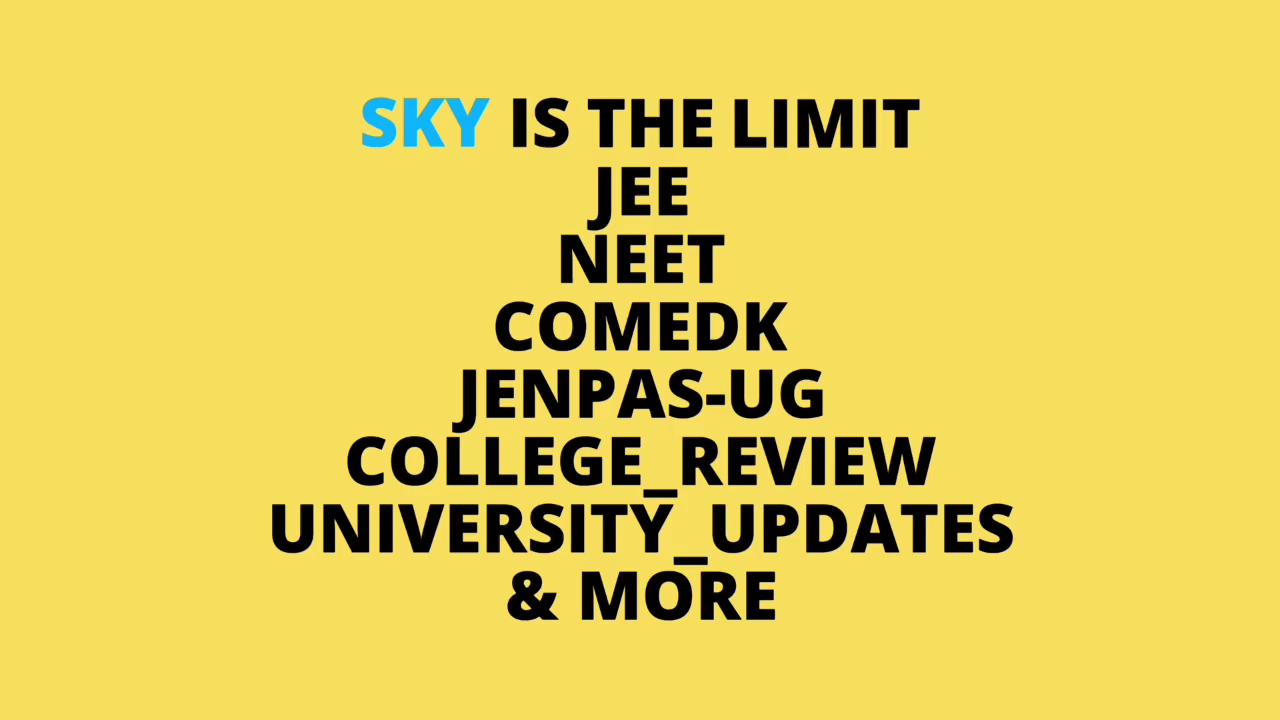 SKY IS THE LIMIT
JEE
NEET
COMEDK
JENPAS-UG
COLLEGE_REVIEW
UNIVERSITY_UPDATES
& MORE